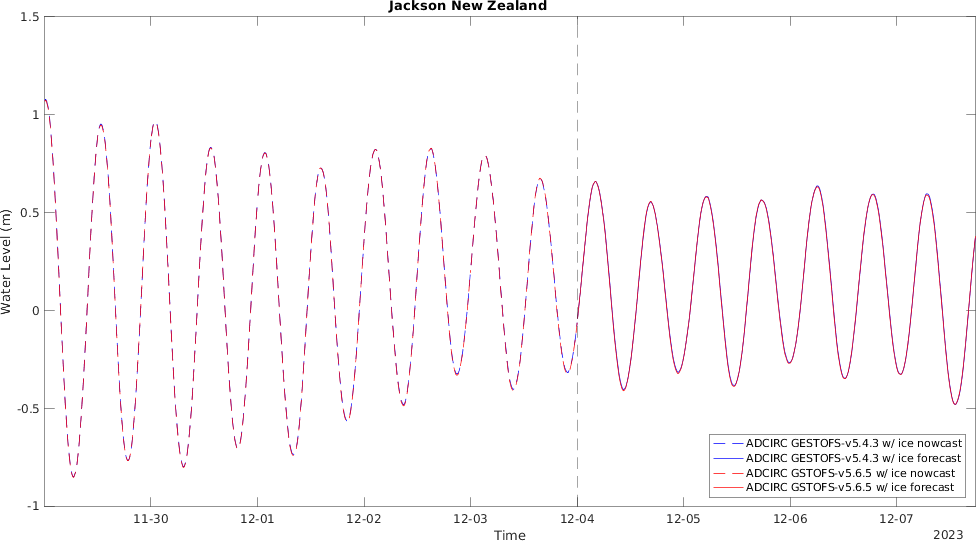 Jackson New Zealand
1.5
1
0.5
0
-0.5
-1
Water Level (m)
11-30
12-01
12-02
12-03
12-04
12-05
12-06
12-07
Time
2023
ADCIRC GESTOFS-v5.4.3 w/ ice nowcast
ADCIRC GESTOFS-v5.4.3 w/ ice forecast
ADCIRC GSTOFS-v5.6.5 w/ ice nowcast
ADCIRC GSTOFS-v5.6.5 w/ ice forecast